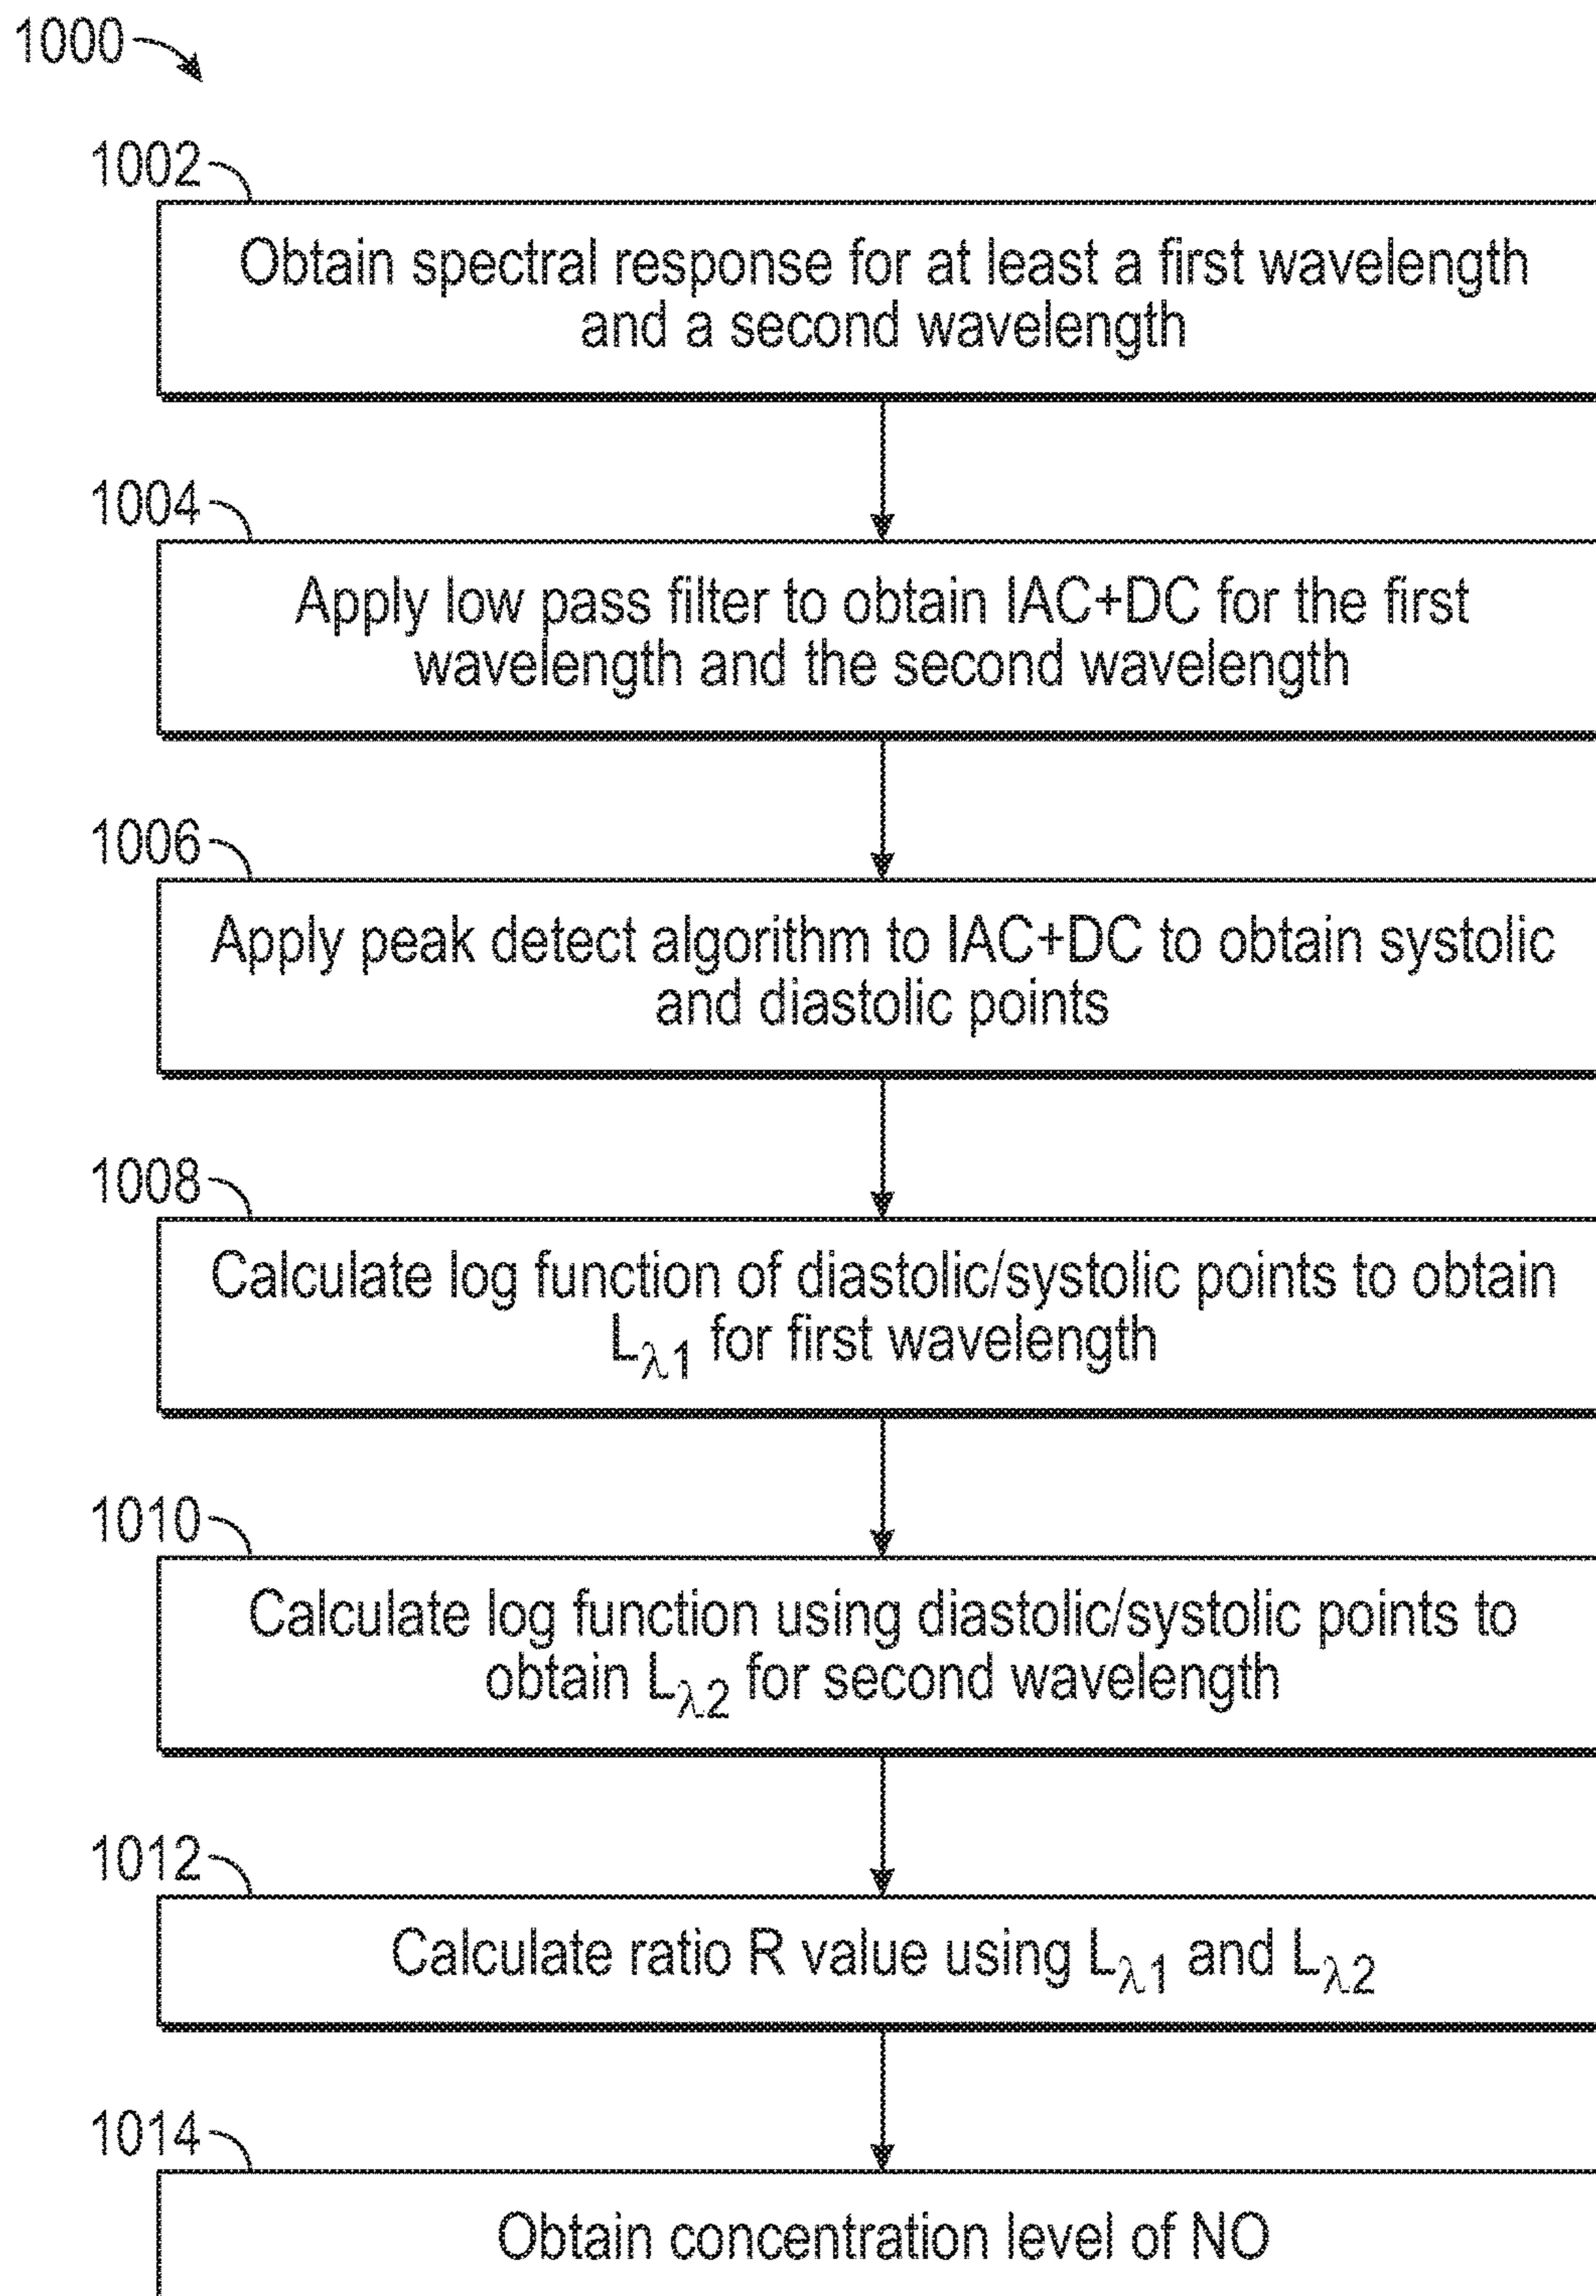 1000
1002
Obtain spectral response for at least a first wavelength
and a second wavelength
1004
Apply low pass filter to obtain IAC+DC for the first
wavelength and the second wavelength
1006
Apply peak detect algorithm to IAC+DC to obtain systolic
and diastolic points
1008
Calculate log function of diastolic/systolic points to obtain
Lλ1 for first wavelength
1010
Calculate log function using diastolic/systolic points to
obtain Lλ2 for second wavelength
1012
Calculate ratio R value using Lλ1 and Lλ2
1014
Obtain concentration level of NO